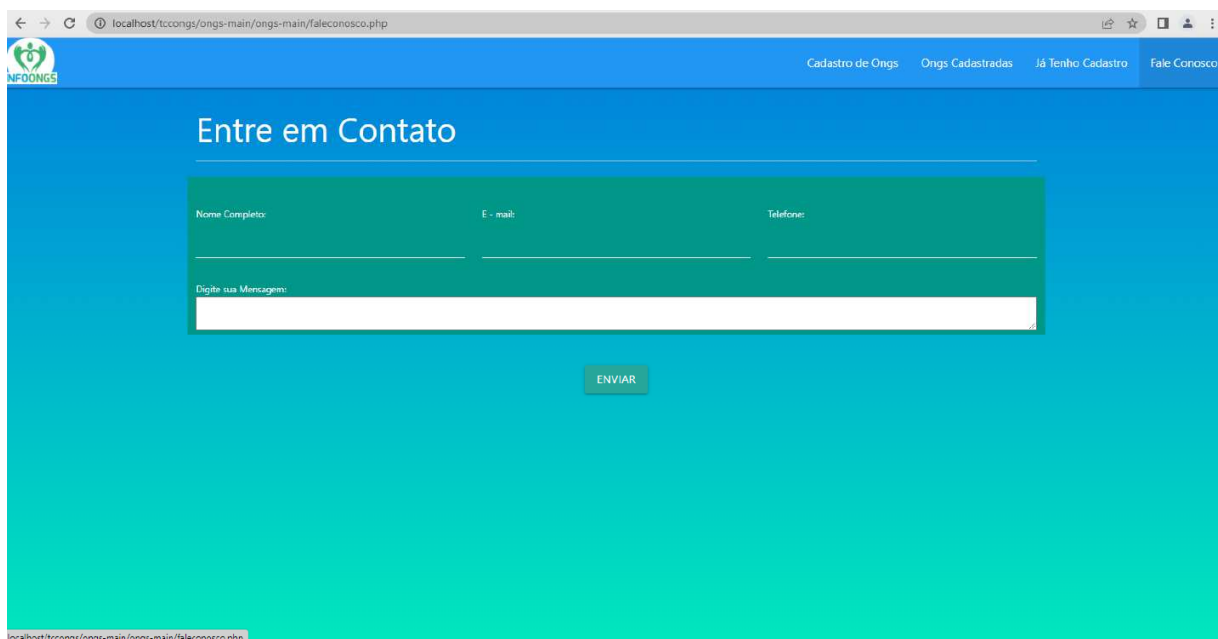 localhost/tccongs/ongs-main/ongs-main/faleconosco.php
NFOONGS
Cadastro de Ongs Ongs Cadastradas Já Tenho Cadastro Fale Conosco
Entre em Contato
Nome Completo: E - mail: Telefone:
Digite sua Mensagem:
ENVIAR
localhost/tccongs/ongs-main/ongs-main/faleconosco.php